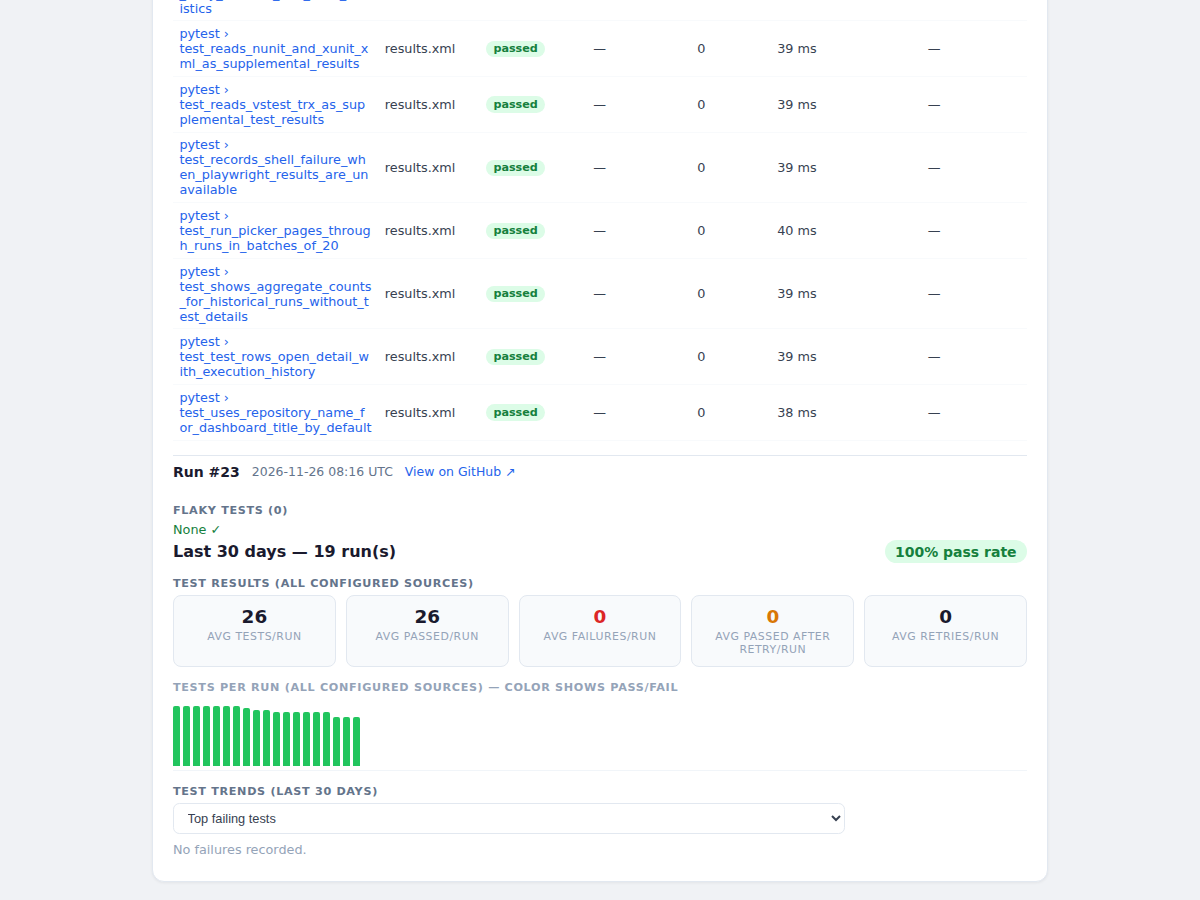 istics
pytest ›
test_reads_nunit_and_xunit_x
ml_as_supplemental_results
results.xml
passed
—
0
39 ms
—
pytest ›
test_reads_vstest_trx_as_sup
plemental_test_results
results.xml
passed
—
0
39 ms
—
pytest ›
test_records_shell_failure_wh
en_playwright_results_are_un
available
results.xml
passed
—
0
39 ms
—
pytest ›
test_run_picker_pages_throug
h_runs_in_batches_of_20
results.xml
passed
—
0
40 ms
—
pytest ›
test_shows_aggregate_counts
_for_historical_runs_without_t
est_details
results.xml
passed
—
0
39 ms
—
pytest ›
test_test_rows_open_detail_w
ith_execution_history
results.xml
passed
—
0
39 ms
—
pytest ›
test_uses_repository_name_f
or_dashboard_title_by_default
results.xml
passed
—
0
38 ms
—
Run #23 2026-11-26 08:16 UTC View on GitHub ↗
FLAKY TESTS (0)
None ✓
Last 30 days — 19 run(s)
100% pass rate
TEST RESULTS (ALL CONFIGURED SOURCES)
26
AVG TESTS/RUN
26
AVG PASSED/RUN
0
AVG FAILURES/RUN
0
AVG PASSED AFTER
RETRY/RUN
0
AVG RETRIES/RUN
TESTS PER RUN (ALL CONFIGURED SOURCES) — COLOR SHOWS PASS/FAIL
TEST TRENDS (LAST 30 DAYS)
Top failing tests
No failures recorded.